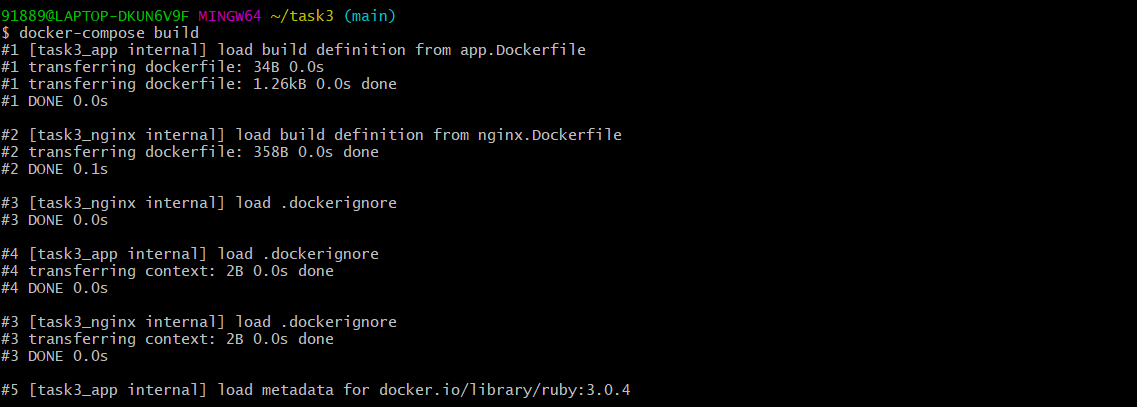 91889@LAPTOP-DKUN6V9F MINGW64 ~/task3 (main)
$ docker-compose build
#1 [task3_app internal] load build definition from app.Dockerfile
#1 transferring dockerfile: 34B 0.0s
#1 transferring dockerfile: 1.26kB 0.0s done
#1 DONE 0.0s
#2 [task3_nginx internal] load build definition from nginx.Dockerfile
#2 transferring dockerfile: 358B 0.0s done
#2 DONE 0.1s
#3 [task3_nginx internal] load .dockerignore
#3 DONE 0.0s
#4 [task3_app internal] load .dockerignore
#4 transferring context: 2B 0.0s done
#4 DONE 0.0s
#3 [task3_nginx internal] load .dockerignore
#3 transferring context: 2B 0.0s done
#3 DONE 0.0s
#5 [task3_app internal] load metadata for docker.io/library/ruby:3.0.4